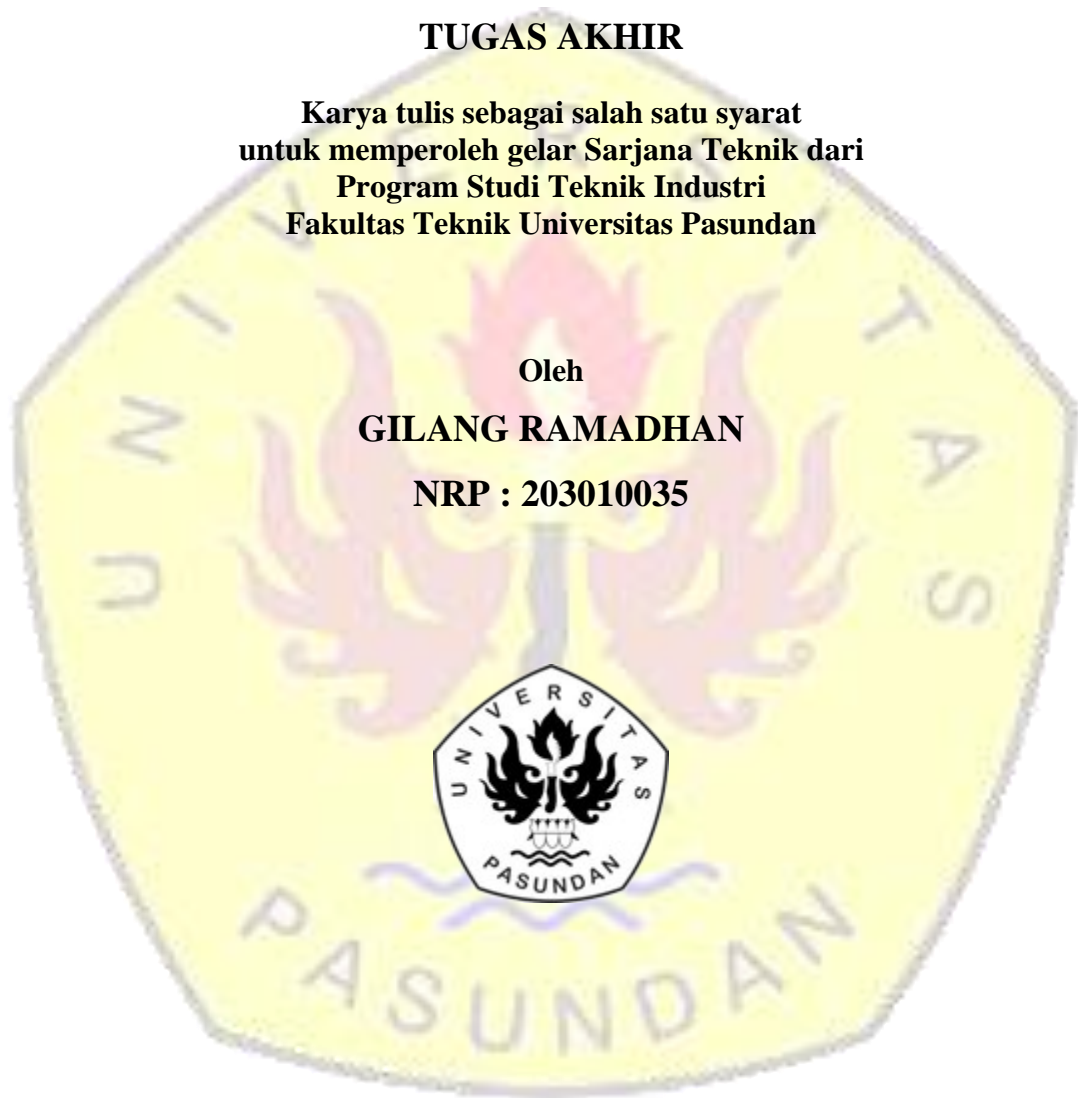 TUGAS AKHIR
Karya tulis sebagai salah satu syarat
untuk memperoleh gelar Sarjana Teknik dari
Program Studi Teknik Industri
Fakultas Teknik Universitas Pasundan
Oleh
GILANG RAMADHAN
NRP : 203010035
UNIVERSITAS
PASUNDAN
UNIVERSITAS
PASUNDAN